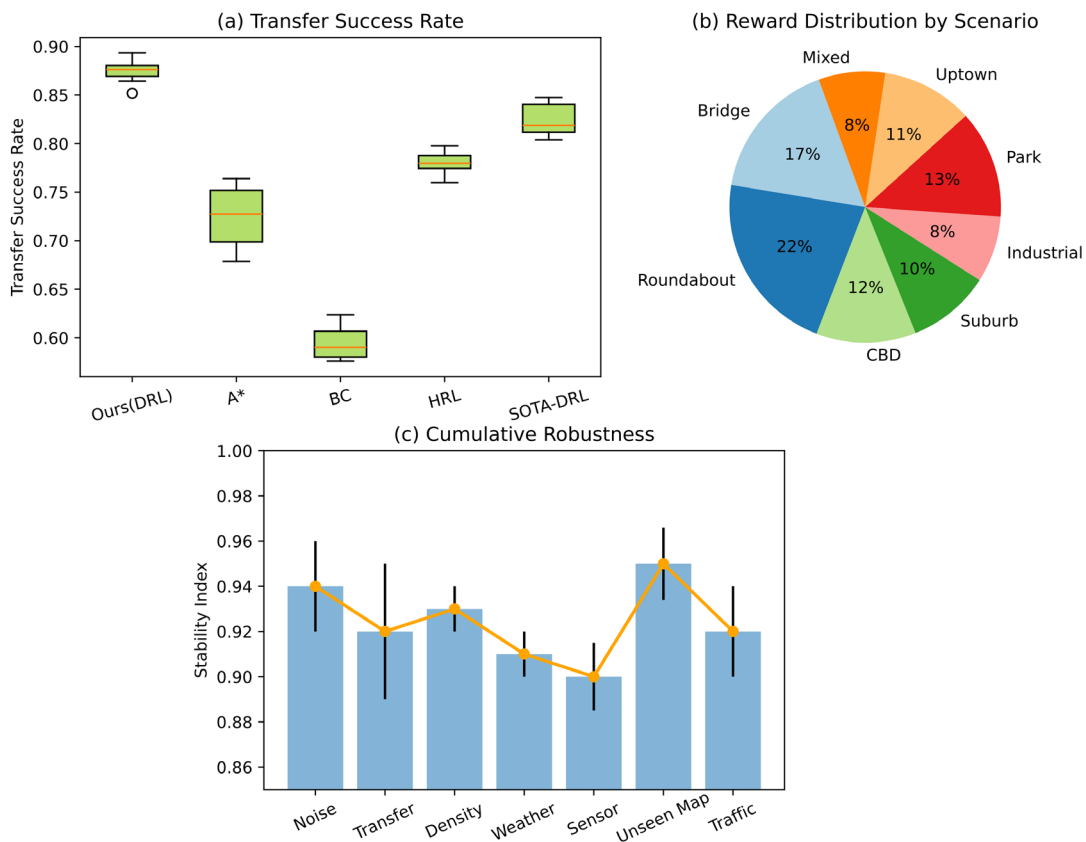 (a) Transfer Success Rate
Transfer Success Rate
0.90
0.85
0.80
0.75
0.70
0.65
0.60
Ours(DRL)
A*
BC
HRL
SOTA-DRL
(b) Reward Distribution by Scenario
Mixed
Uptown
Bridge
Park
Industrial
Roundabout
Suburb
CBD
8%
11%
17%
13%
8%
22%
10%
12%
(c) Cumulative Robustness
Stability Index
1.00
0.98
0.96
0.94
0.92
0.90
0.88
0.86
Noise
Transfer
Density
Weather
Sensor
Unseen Map
Traffic